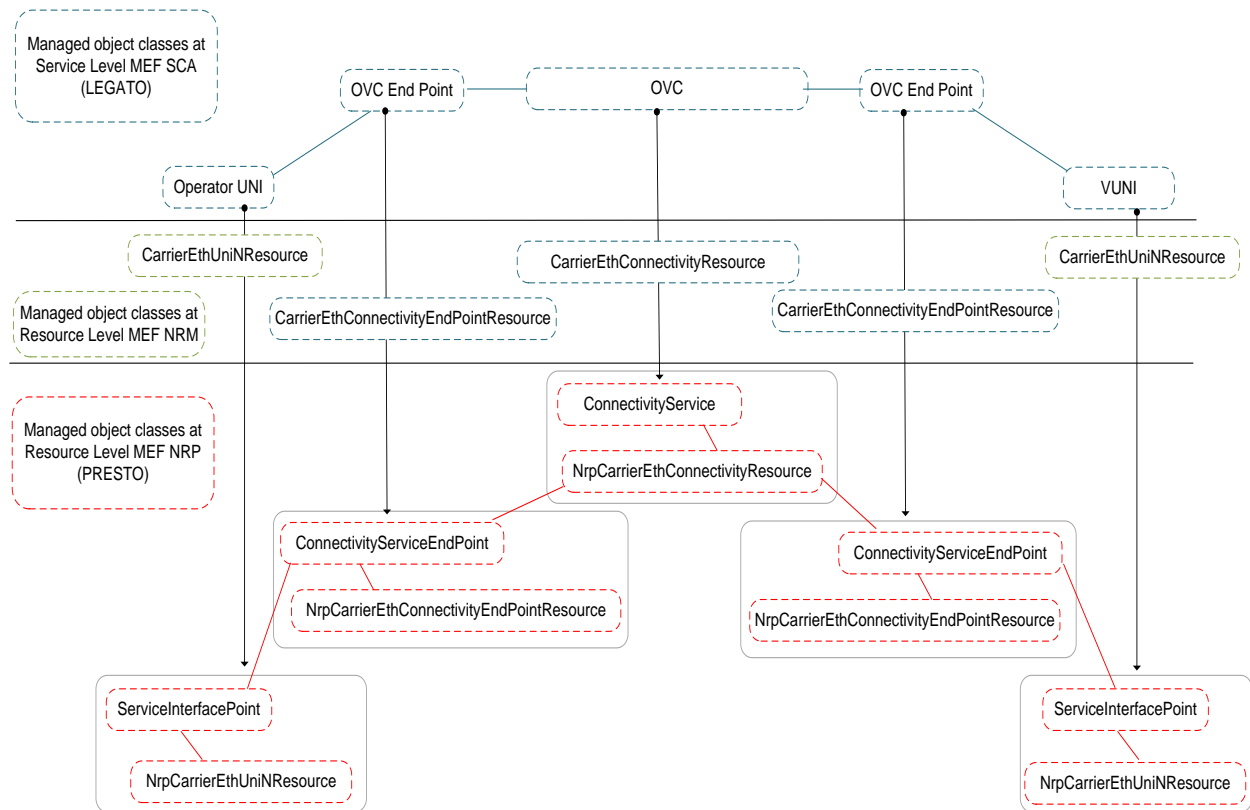 Managed object classes at
Service Level MEF SCA
(LEGATO)
OVC End Point
OVC
OVC End Point
Operator UNI
VUNI
CarrierEthUniNResource
CarrierEthConnectivityResource
CarrierEthUniNResource
Managed object classes at
Resource Level MEF NRM
CarrierEthConnectivityEndPointResource
CarrierEthConnectivityEndPointResource
Managed object classes at
Resource Level MEF NRP
(PRESTO)
ConnectivityService
NrpCarrierEthConnectivityResource
ConnectivityServiceEndPoint
NrpCarrierEthConnectivityEndPointResource
ConnectivityServiceEndPoint
NrpCarrierEthConnectivityEndPointResource
ServiceInterfacePoint
NrpCarrierEthUniNResource
ServiceInterfacePoint
NrpCarrierEthUniNResource